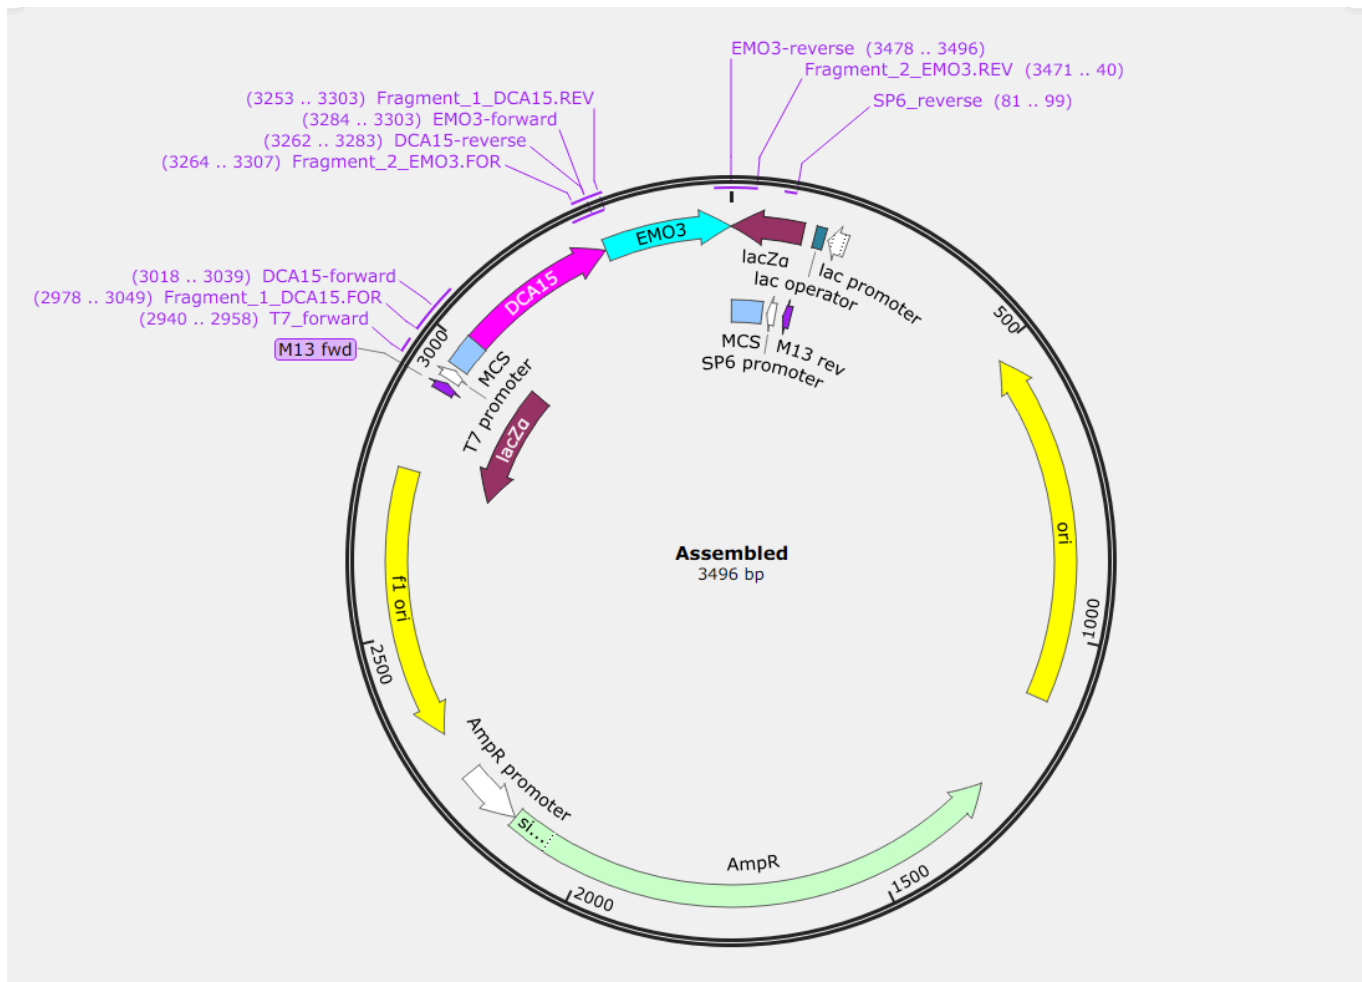 EMO3-reverse (3478 .. 3496)
Fragment_2_EMO3.REV (3471 .. 40)
SP6_reverse (81 .. 99)
(3253 .. 3303) Fragment_1_DCA15.REV
(3284 .. 3303) EMO3-forward
(3262 .. 3283) DCA15-reverse
(3264 .. 3307) Fragment_2_EMO3.FOR
(3018 .. 3039) DCA15-forward
(2978 .. 3049) Fragment_1_DCA15.FOR
(2940 .. 2958) T7_forward
M13 fwd
3000
MCS
T7 promoter
DCA15
EMO3
lacZα
lac operator
lac promoter
MCS
SP6 promoter
M13 rev
lacZα
500
ori
1000
Assembled
3496 bp
f1 ori
2500
AmpR promoter
si...
AmpR
2000
1500